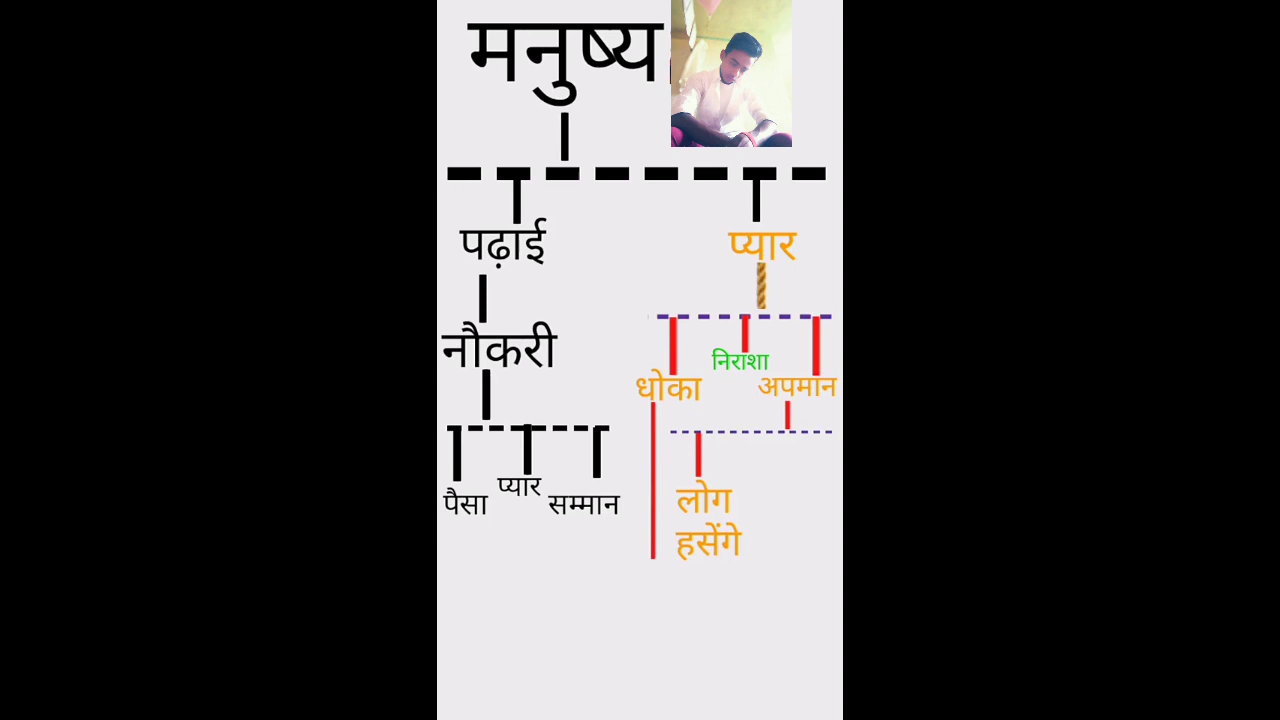 मनुष्य
पढ़ाई
प्यार
नौकरी
निराशा
धोका
अपमान
पैसा
प्यार
सम्मान
लोग
हसेंगे